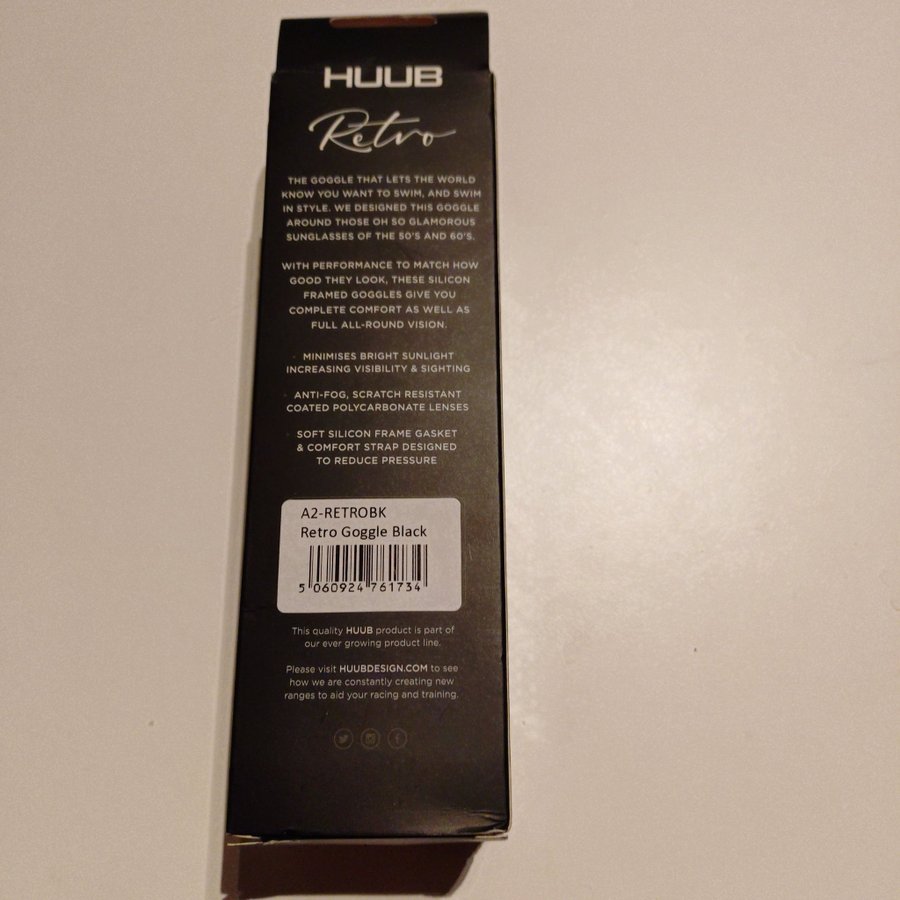 HUUB
Retro
THE GOGGLE THAT LETS THE WORLD
KNOW YOU WANT TO SWIM, AND SWIM
IN STYLE. WE DESIGNED THIS GOGGLE
AROUND THOSE OH SO GLAMOROUS
SUNGLASSES OF THE 50'S AND 60'S.
WITH PERFORMANCE TO MATCH HOW
GOOD THEY LOOK, THESE SILICON
FRAMED GOGGLES GIVE YOU
COMPLETE COMFORT AS WELL AS
FULL ALL-ROUND VISION.
· MINIMISES BRIGHT SUNLIGHT
INCREASING VISIBILITY & SIGHTING
· ANTI-FOG, SCRATCH RESISTANT
COATED POLYCARBONATE LENSES
· SOFT SILICON FRAME GASKET
& COMFORT STRAP DESIGNED
TO REDUCE PRESSURE
A2-RETROBK
Retro Goggle Black
5 060924 761734
This quality HUUB product is part of
our ever growing product line.
Please visit HUUBDESIGN.COM to see
how we are constantly creating new
ranges to aid your racing and training.